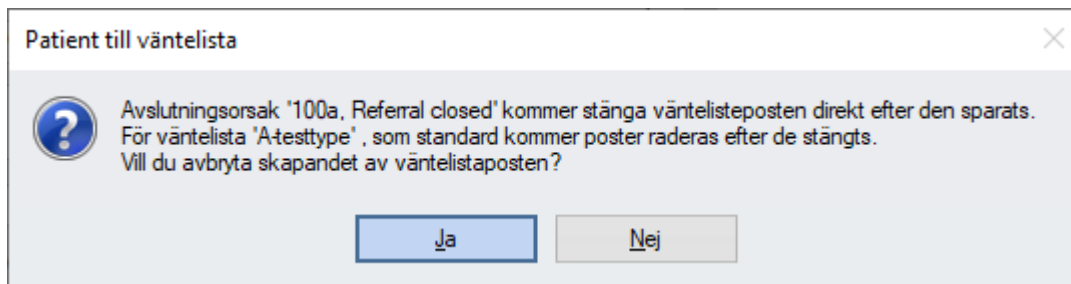 Patient till väntelista
Avslutningsorsak '100a, Referral closed' kommer stänga väntelisteposten direkt efter den sparats.
För väntelista 'A-testtype' , som standard kommer poster raderas efter de stängts.
Vill du avbryta skapandet av väntelistaposten?
Ja
Nej